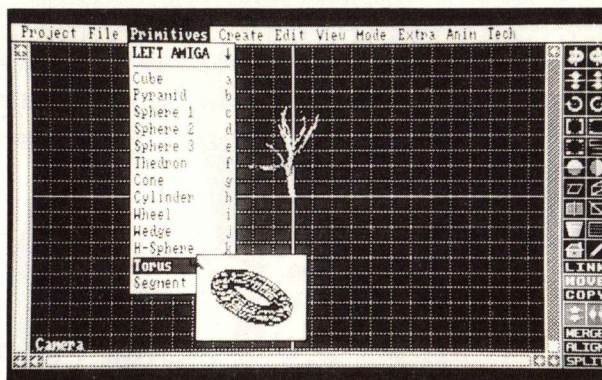 Project File Primitives Create Edit View Mode Extra Anim Tech
LEFT AMIGA ↓
Cube a
Pyramid b
Sphere 1 c
Sphere 2 d
Sphere 3 e
Thedron f
Cone g
Cylinder h
Wheel i
Wedge j
H-Sphere k
Torus
Segment
Camera
LINK
MOVE
COPY
MERGE
ALIGN
SPLIT